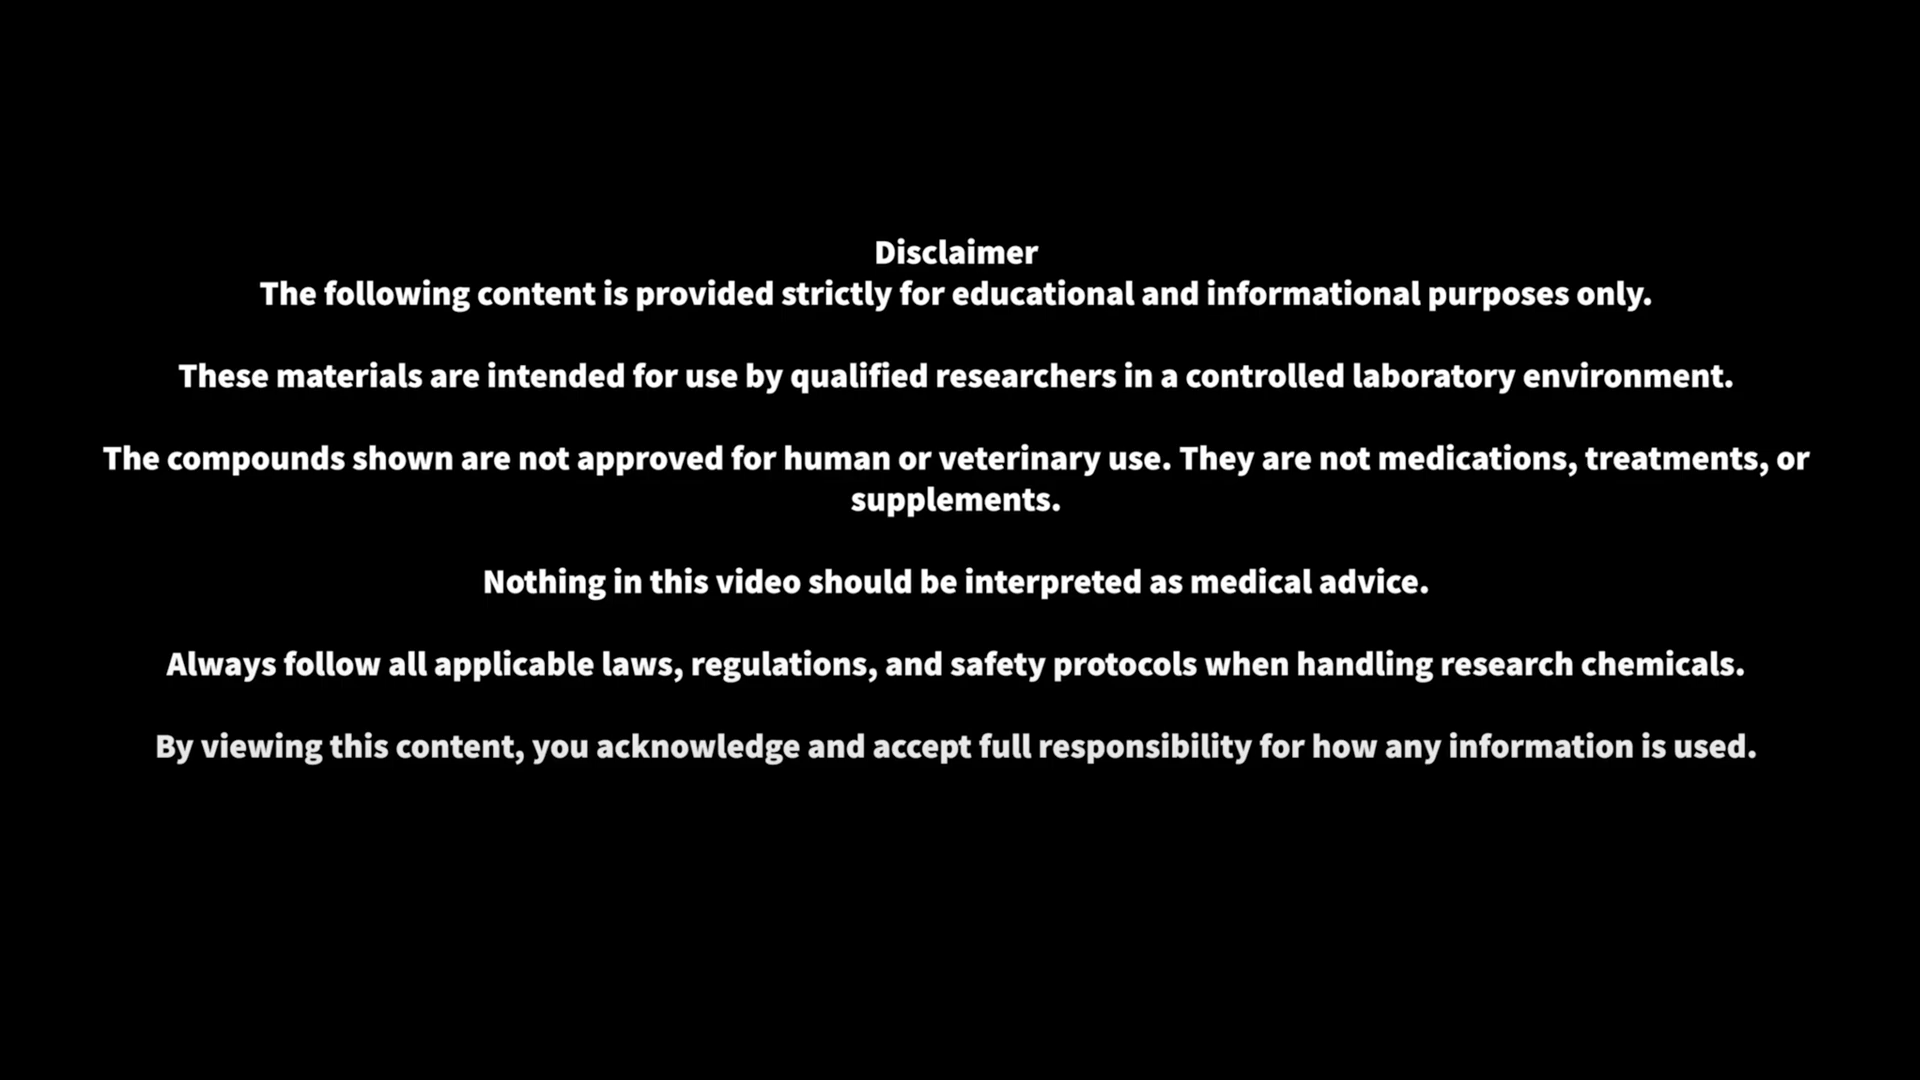 Disclaimer
The following content is provided strictly for educational and informational purposes only.
These materials are intended for use by qualified researchers in a controlled laboratory environment.
The compounds shown are not approved for human or veterinary use. They are not medications, treatments, or
supplements.
Nothing in this video should be interpreted as medical advice.
Always follow all applicable laws, regulations, and safety protocols when handling research chemicals.
By viewing this content, you acknowledge and accept full responsibility for how any information is used.